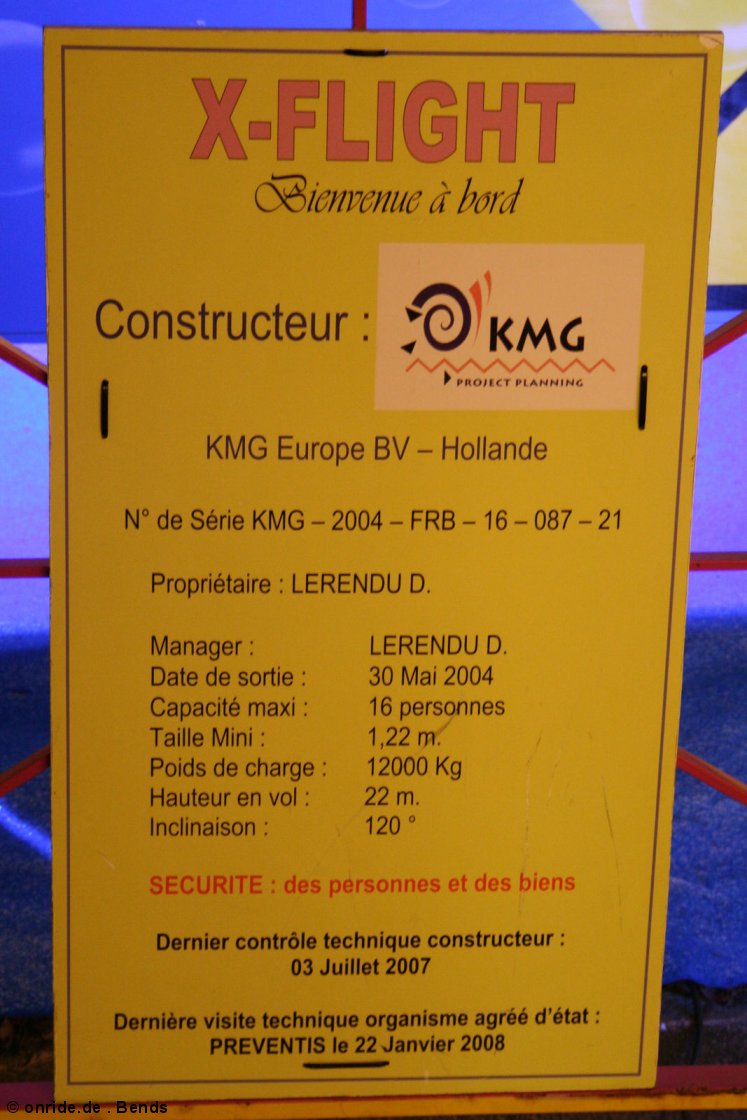 X-FLIGHT
Bienvenue à bord
Constructeur :
KMG
PROJECT PLANNING
KMG Europe BV – Hollande
N° de Série KMG – 2004 – FRB – 16 – 087 – 21
Propriétaire : LERENDU D.
Manager : LERENDU D.
Date de sortie : 30 Mai 2004
Capacité maxi : 16 personnes
Taille Mini : 1,22 m.
Poids de charge : 12000 Kg
Hauteur en vol : 22 m.
Inclinaison : 120 °
SECURITE : des personnes et des biens
Dernier contrôle technique constructeur :
03 Juillet 2007
Dernière visite technique organisme agréé d'état :
PREVENTIS le 22 Janvier 2008
© onride.de . Bends